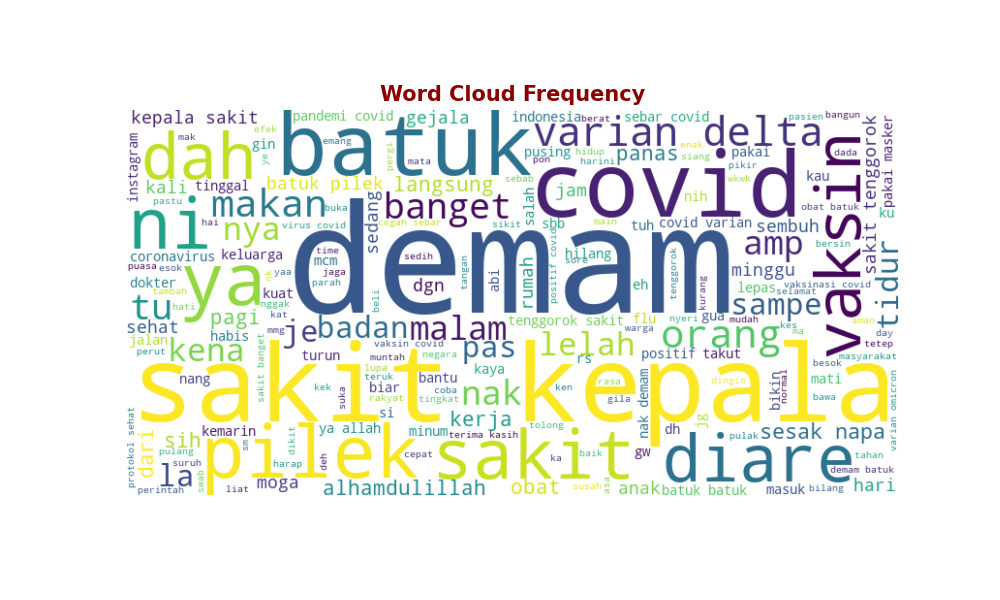 Word Cloud Frequency
kepala sakit
pandemi covid
gejala
indonesia
berat
sebar covid
pasien
bangun
mak
efek
gin
emang
batuk
varian delta
dah
ye
pergi
mata
pusing
hidup
pon
harini
panas
pakai
enak
siang
pikir
dada
instagram
vaksin
tenggorok
pakai masker
kali
tinggal
batuk pilek
langsung
sebab
covid
jam
nih
wkwk
kau
obat batuk
pastu
ni
hai
nya
makan
buka
virus covid
sedang
banget
sikit
salah
sbb
main
tuh
covid varian
sembuh
bersin
ku
sakit tenggorok
coronavirus
keluarga
time
mcm
sedih
demam
hilang
sore
positif covid
amp
puasa
esok
ya
nk
yaa
jaga
parah
dgn
tangan
abi
rumah
eh
tenggorok
kurang
minggu
lepas
vaksinasi covid
selamat
tidur
dokter
tambah
hati
nggak
kuat
kat
beli
cegah sebar
tu
pagi
je
badan
malam
tenggorok sakit
flu
gua
mudah
sampe
aman
sehat
habis
mmg
vaksin covid
negara
pas
lelah
warga
nyeri
orang
kes
ma
day
tetep
jalan
perut
kena
sakit banget
turun
muntah
lupa
kaya
rs
positif
takut
besok
masyarakat
nang
sakit kepala
kek
suka
biar
teruk
rakyat
bantu
coba
tingkat
nak
ken
rasa
gila
dingin
bikin
normal
mati
bawa
varian omicron
protokol sehat
dari
sih
kemarin
si
ya allah
minum
kerja
terima kasih
tolong
nak demam
jg
dh
pulak
sesak napa
pulang
suruh
sm
dikit
pilek
cepat
sakit
ka
baik
gw
diare
tahan
demam batuk
la
swab
harap
deh
moga
perintah
liat
alhamdulillah
obat
susah
asa
anak
batuk batuk
masuk
bilang
hari